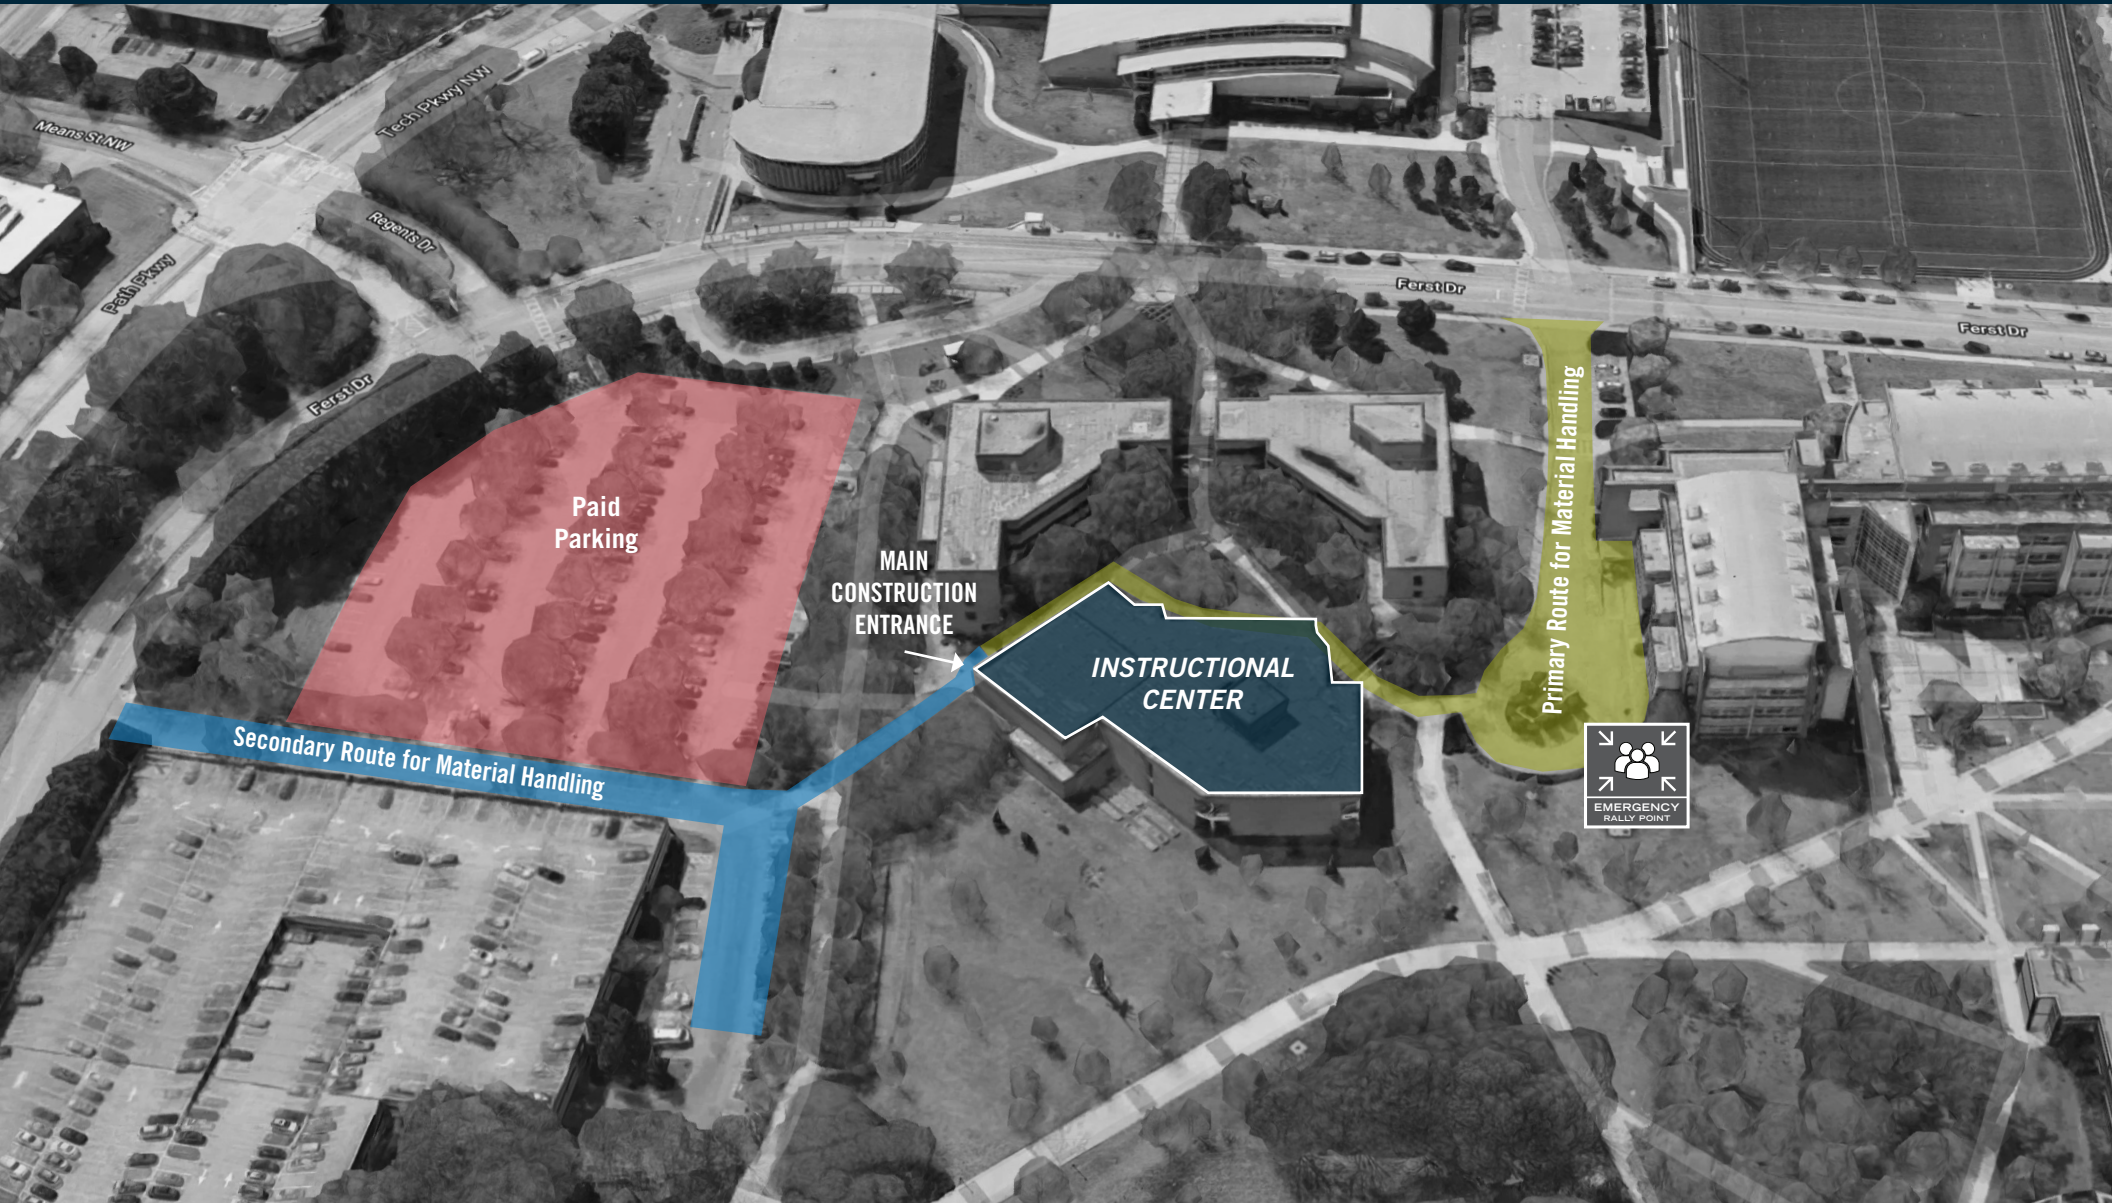 Tech Pkwy NW
Means St NW
Regents Dr
Path Pkwy
Ferst Dr
Ferst Dr
Ferst Dr
Paid
Parking
MAIN
CONSTRUCTION
ENTRANCE
INSTRUCTIONAL
CENTER
Primary Route for Material Handling
Secondary Route for Material Handling
EMERGENCY
RALLY POINT